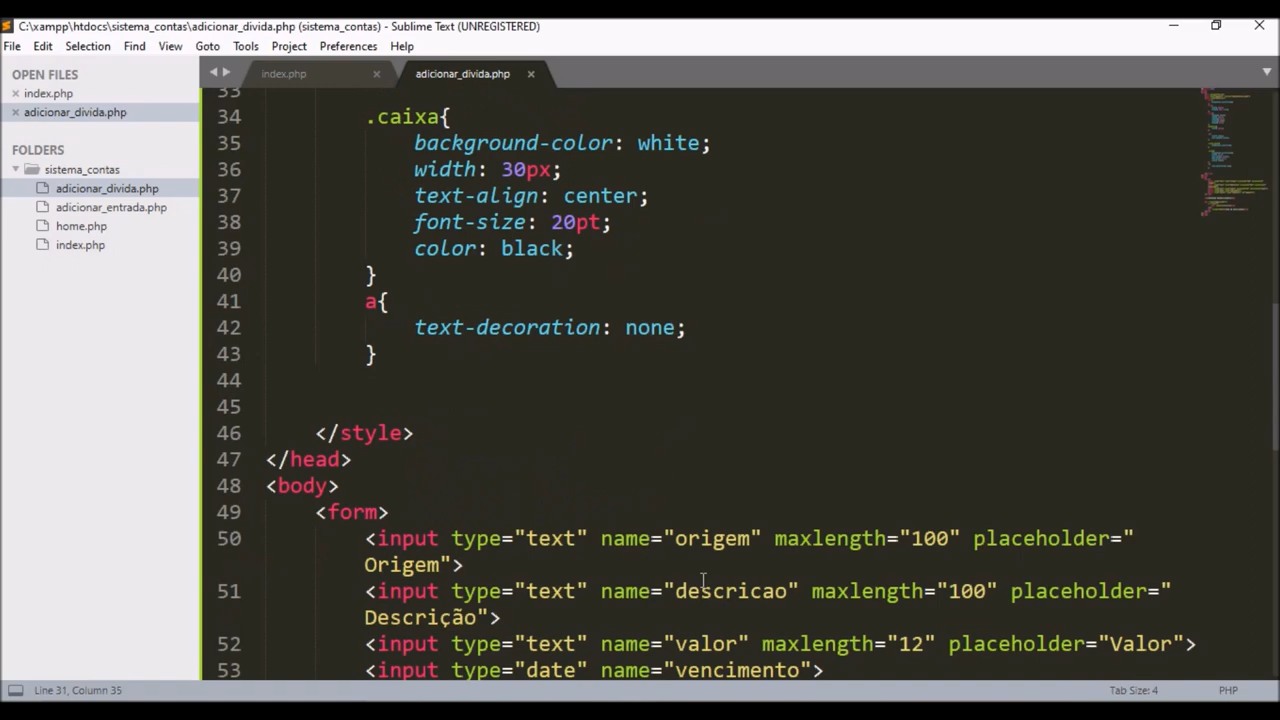 C:\xampp\htdocs\sistema_contas\adicionar_divida.php (sistema_contas) - Sublime Text (UNREGISTERED)
File Edit Selection Find View Goto Tools Project Preferences Help
OPEN FILES
index.php
adicionar_divida.php
FOLDERS
sistema_contas
adicionar_divida.php
adicionar_entrada.php
home.php
index.php
index.php adicionar_divida.php
33
34 .caixa{
35 background-color: white;
36 width: 30px;
37 text-align: center;
38 font-size: 20pt;
39 color: black;
40 }
41 a{
42 text-decoration: none;
43 }
44
45
46 </style>
47 </head>
48 <body>
49 <form>
50 <input type="text" name="origem" maxlength="100" placeholder="
Origem">
51 <input type="text" name="descricao" maxlength="100" placeholder="
Descrição">
52 <input type="text" name="valor" maxlength="12" placeholder="Valor">
53 <input type="date" name="vencimento">
Line 31, Column 35 Tab Size: 4 PHP